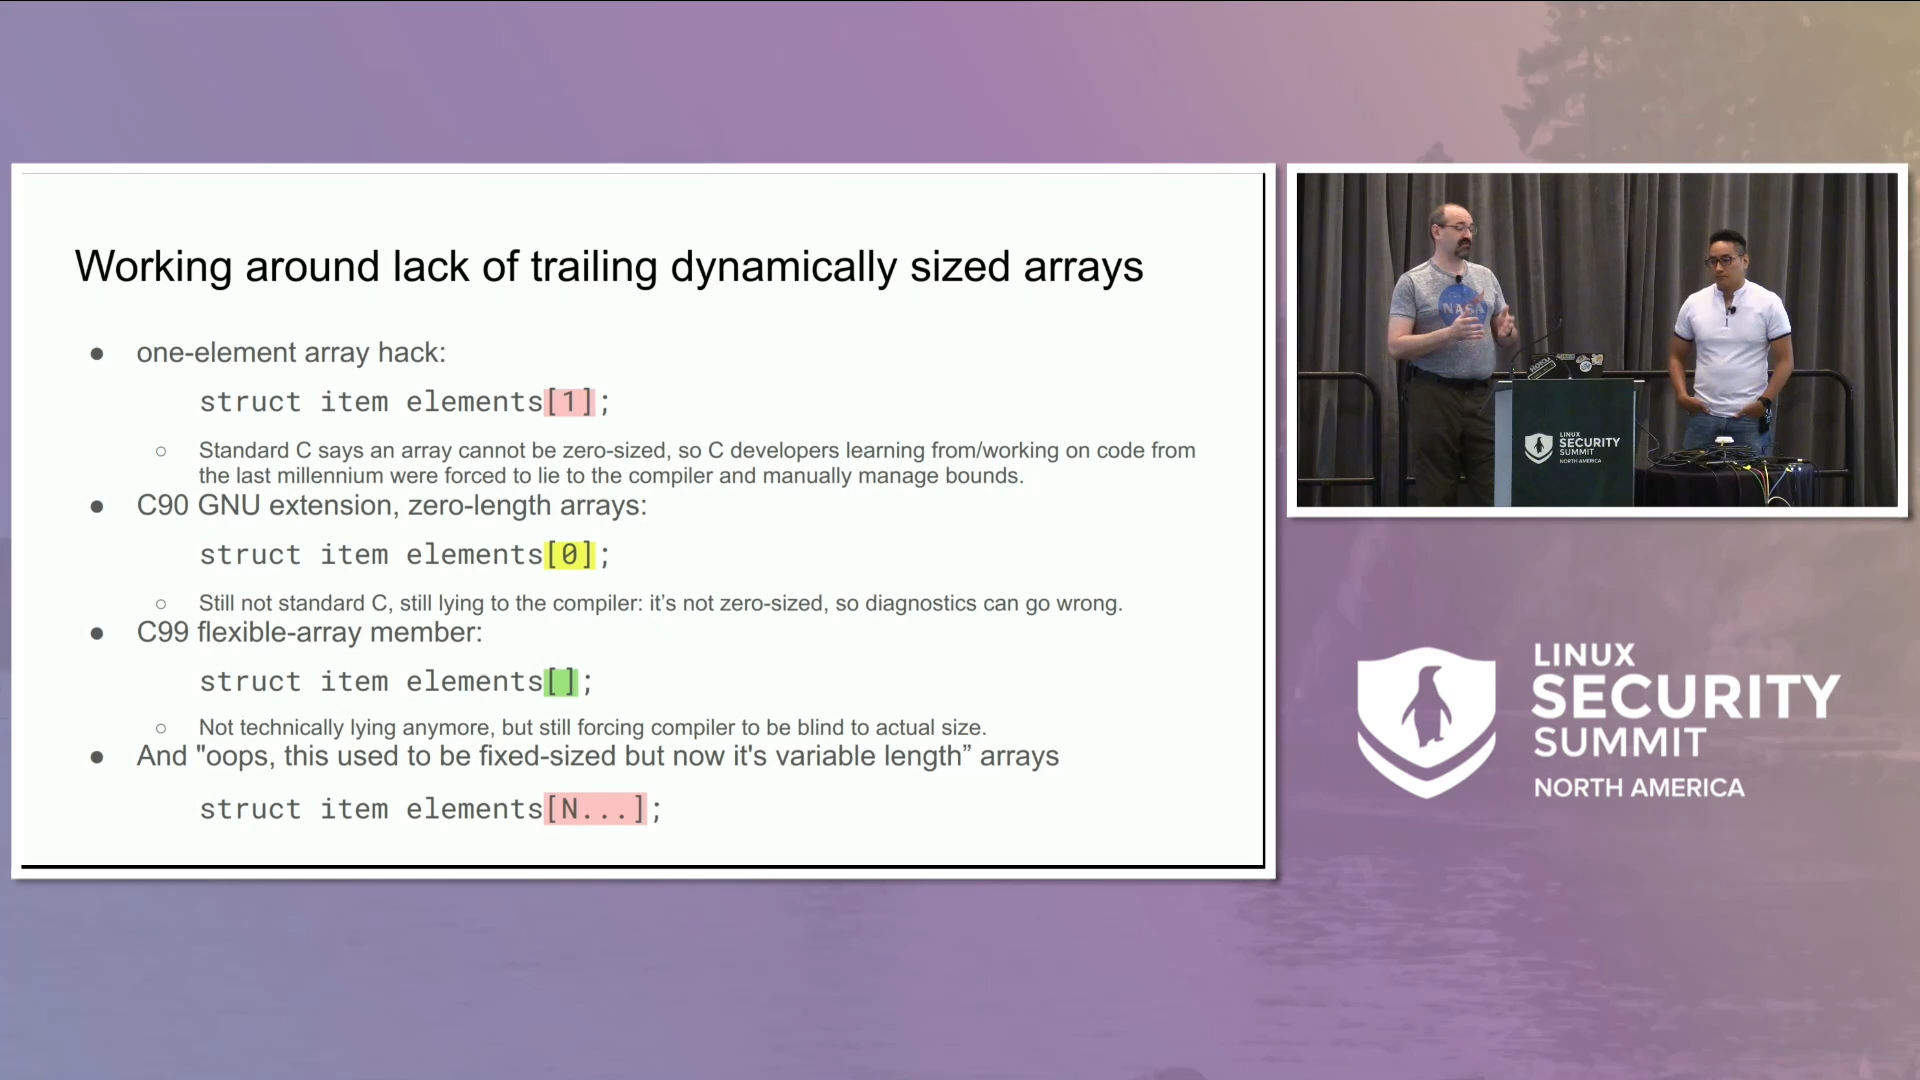 Working around lack of trailing dynamically sized arrays
● one-element array hack:
struct item elements[1];
○ Standard C says an array cannot be zero-sized, so C developers learning from/working on code from
the last millennium were forced to lie to the compiler and manually manage bounds.
● C90 GNU extension, zero-length arrays:
struct item elements[0];
○ Still not standard C, still lying to the compiler: it’s not zero-sized, so diagnostics can go wrong.
● C99 flexible-array member:
struct item elements[];
○ Not technically lying anymore, but still forcing compiler to be blind to actual size.
● And "oops, this used to be fixed-sized but now it's variable length” arrays
struct item elements[N...];
NASA
LINUX
SECURITY
SUMMIT
NORTH AMERICA
LINUX
SECURITY
SUMMIT
NORTH AMERICA